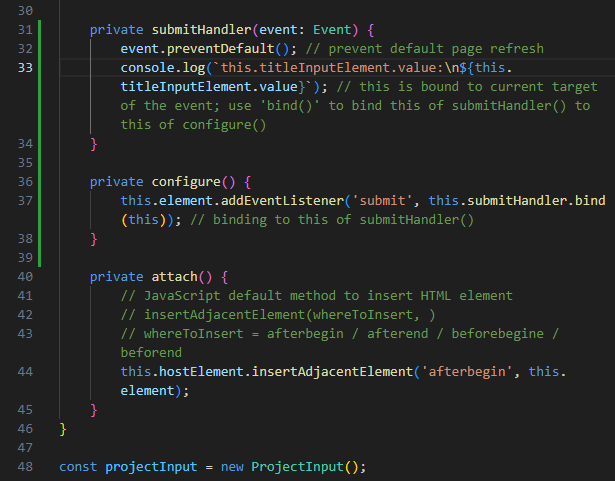 30
31 private submitHandler(event: Event) {
32 event.preventDefault(); // prevent default page refresh
33 console.log(`this.titleInputElement.value:\n${this.
titleInputElement.value}`); // this is bound to current target
of the event; use 'bind()' to bind this of submitHandler() to
this of configure()
34 }
35
36 private configure() {
37 this.element.addEventListener('submit', this.submitHandler.bind
(this)); // binding to this of submitHandler()
38 }
39
40 private attach() {
41 // JavaScript default method to insert HTML element
42 // insertAdjacentElement(whereToInsert, )
43 // whereToInsert = afterbegin / afterend / beforebegine /
beforend
44 this.hostElement.insertAdjacentElement('afterbegin', this.
element);
45 }
46 }
47
48 const projectInput = new ProjectInput();